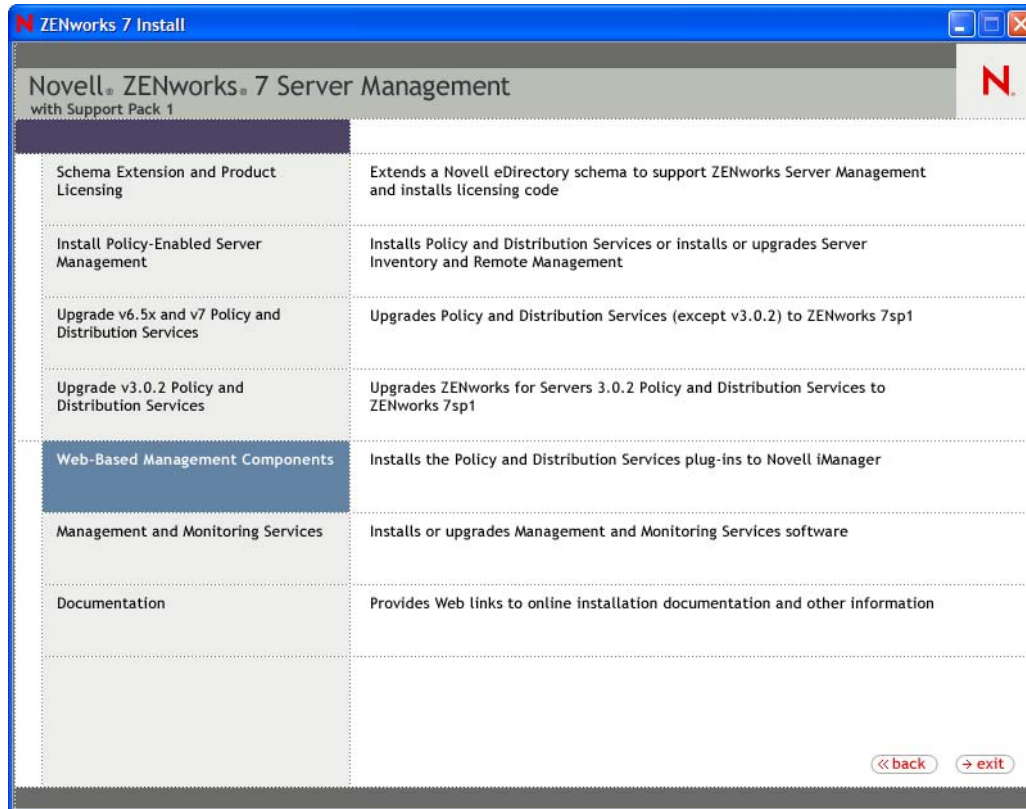 N ZENworks 7 Install
Novell® ZENworks® 7 Server Management
with Support Pack 1
N®
Schema Extension and Product
Licensing
Extends a Novell eDirectory schema to support ZENworks Server Management
and installs licensing code
Install Policy-Enabled Server
Management
Installs Policy and Distribution Services or installs or upgrades Server
Inventory and Remote Management
Upgrade v6.5x and v7 Policy and
Distribution Services
Upgrades Policy and Distribution Services (except v3.0.2) to ZENworks 7sp1
Upgrade v3.0.2 Policy and
Distribution Services
Upgrades ZENworks for Servers 3.0.2 Policy and Distribution Services to
ZENworks 7sp1
Web-Based Management Components
Installs the Policy and Distribution Services plug-ins to Novell iManager
Management and Monitoring Services
Installs or upgrades Management and Monitoring Services software
Documentation
Provides Web links to online installation documentation and other information
« back
→ exit